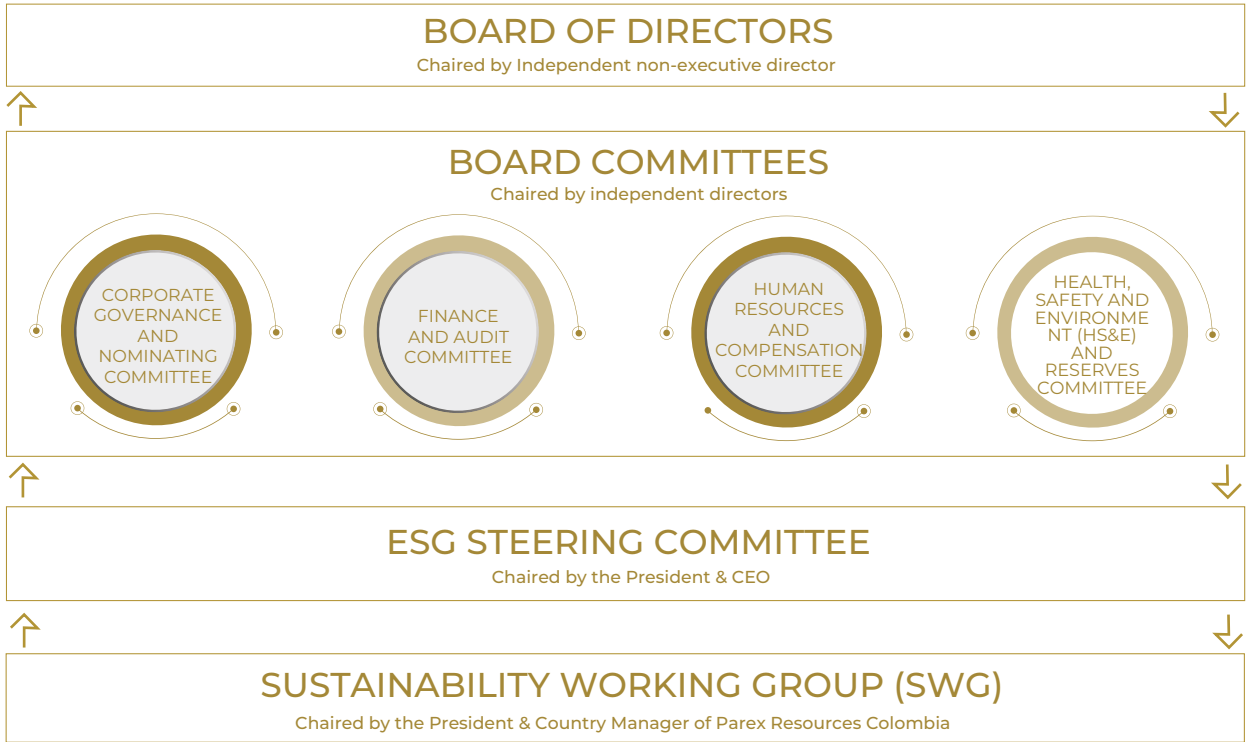 BOARD OF DIRECTORS
Chaired by Independent non-executive director
BOARD COMMITTEES
Chaired by independent directors
CORPORATE
GOVERNANCE
AND
NOMINATING
COMMITTEE
FINANCE
AND AUDIT
COMMITTEE
HUMAN
RESOURCES
AND
COMPENSATION
COMMITTEE
HEALTH,
SAFETY AND
ENVIRONME
NT (HS&E)
AND
RESERVES
COMMITTEE
ESG STEERING COMMITTEE
Chaired by the President & CEO
SUSTAINABILITY WORKING GROUP (SWG)
Chaired by the President & Country Manager of Parex Resources Colombia